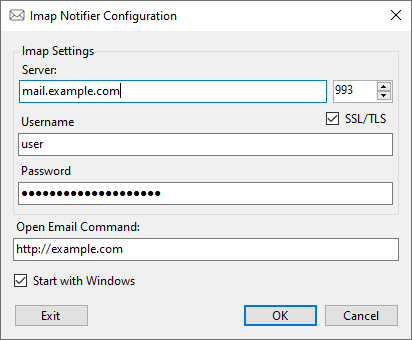 Imap Notifier Configuration
Imap Settings
Server:
mail.example.com
993
Username
SSL/TLS
user
Password
●●●●●●●●●●●●●●●●●●●●
Open Email Command:
http://example.com
Start with Windows
Exit
OK
Cancel